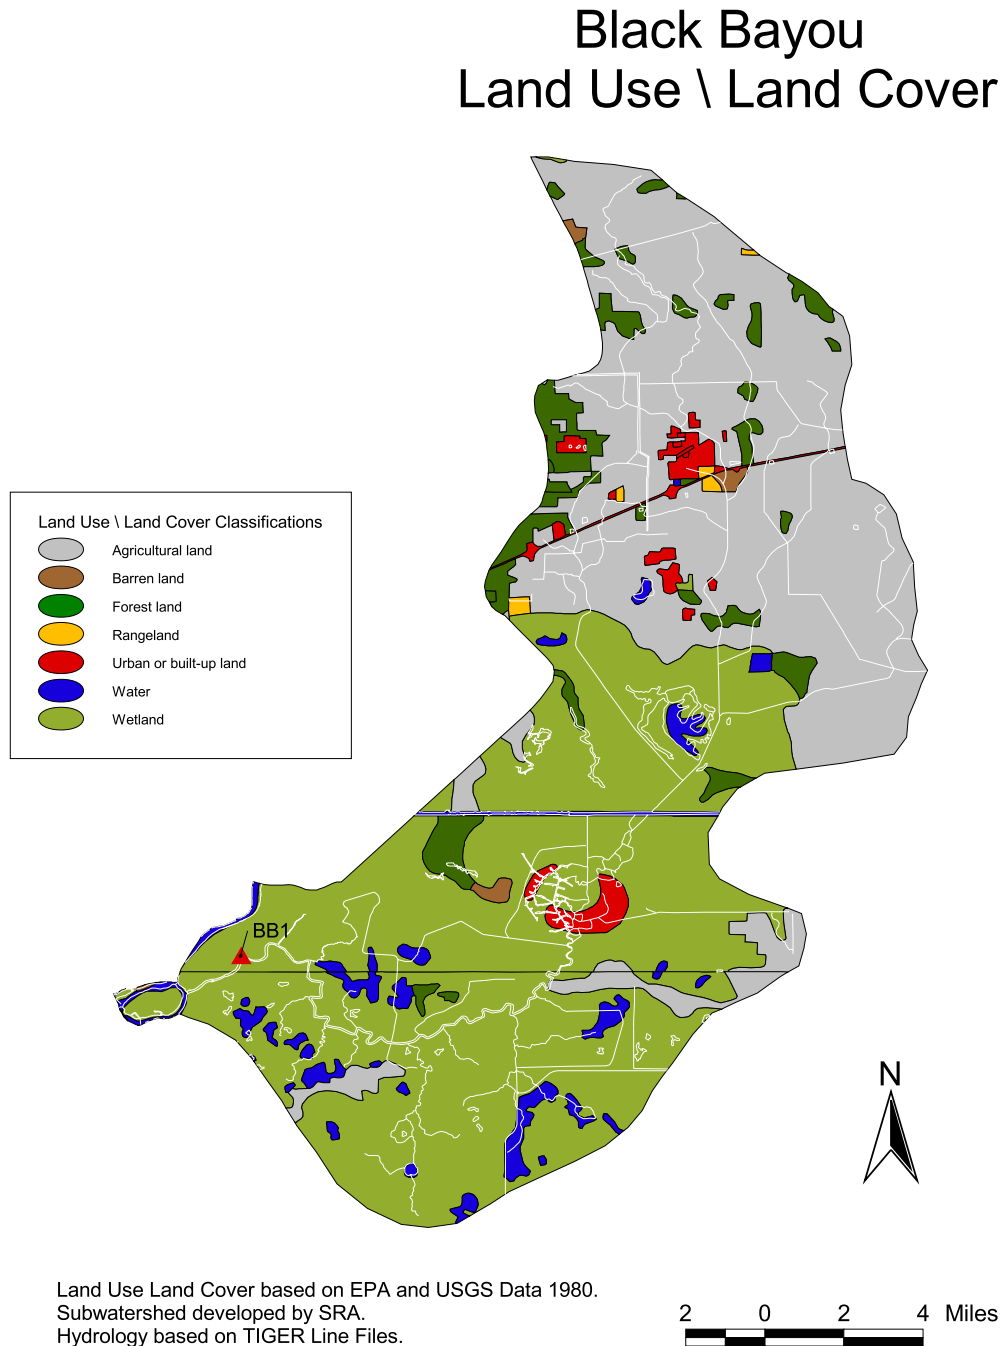 Black Bayou
Land Use \ Land Cover
Land Use \ Land Cover Classifications
Agricultural land
Barren land
Forest land
Rangeland
Urban or built-up land
Water
Wetland
BB1
N
Land Use Land Cover based on EPA and USGS Data 1980.
Subwatershed developed by SRA.
Hydrology based on TIGER Line Files.
2 0 2 4 Miles